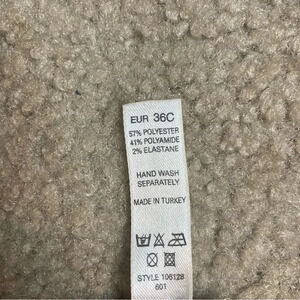 EUR 36C
57% POLYESTER
41% POLYAMIDE
2% ELASTANE
HAND WASH
SEPARATELY
MADE IN TURKEY
STYLE 106128
601